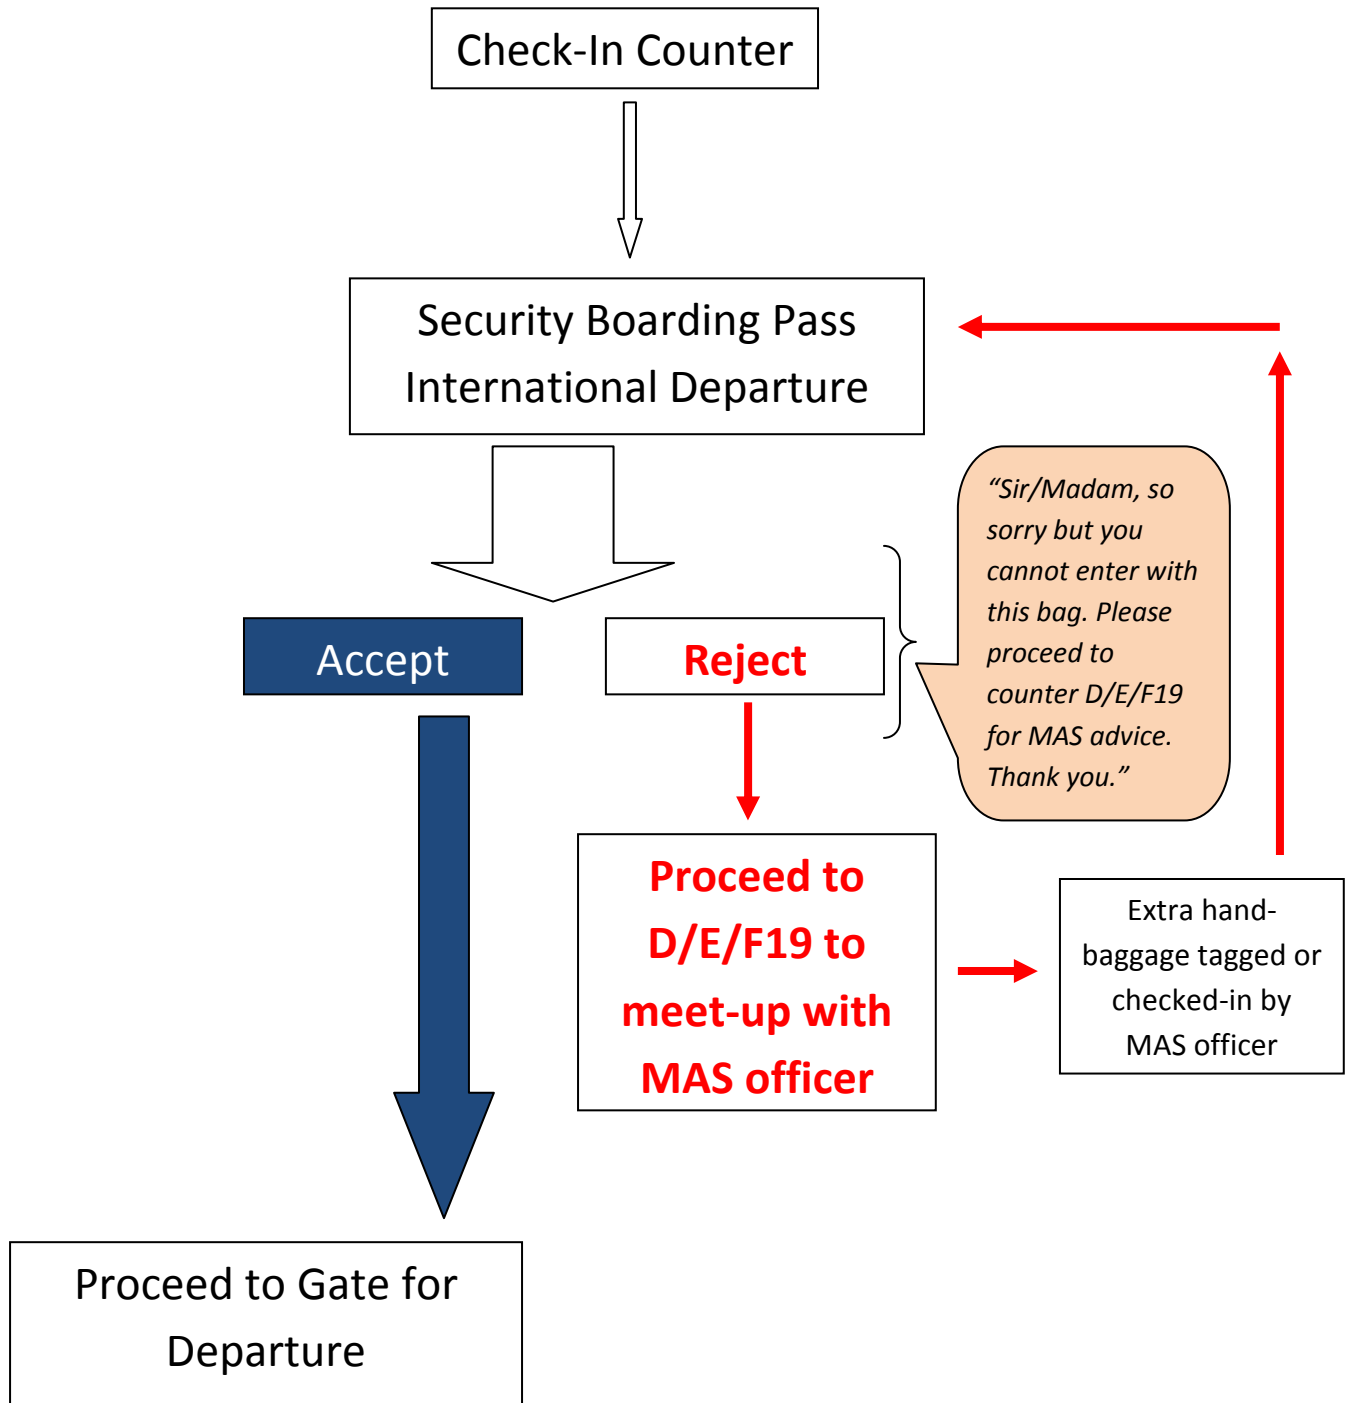 Check-In Counter
Security Boarding Pass
International Departure
Accept
Reject
“Sir/Madam, so
sorry but you
cannot enter with
this bag. Please
proceed to
counter D/E/F19
for MAS advice.
Thank you.”
Proceed to
D/E/F19 to
meet-up with
MAS officer
Extra hand-
baggage tagged or
checked-in by
MAS officer
Proceed to Gate for
Departure